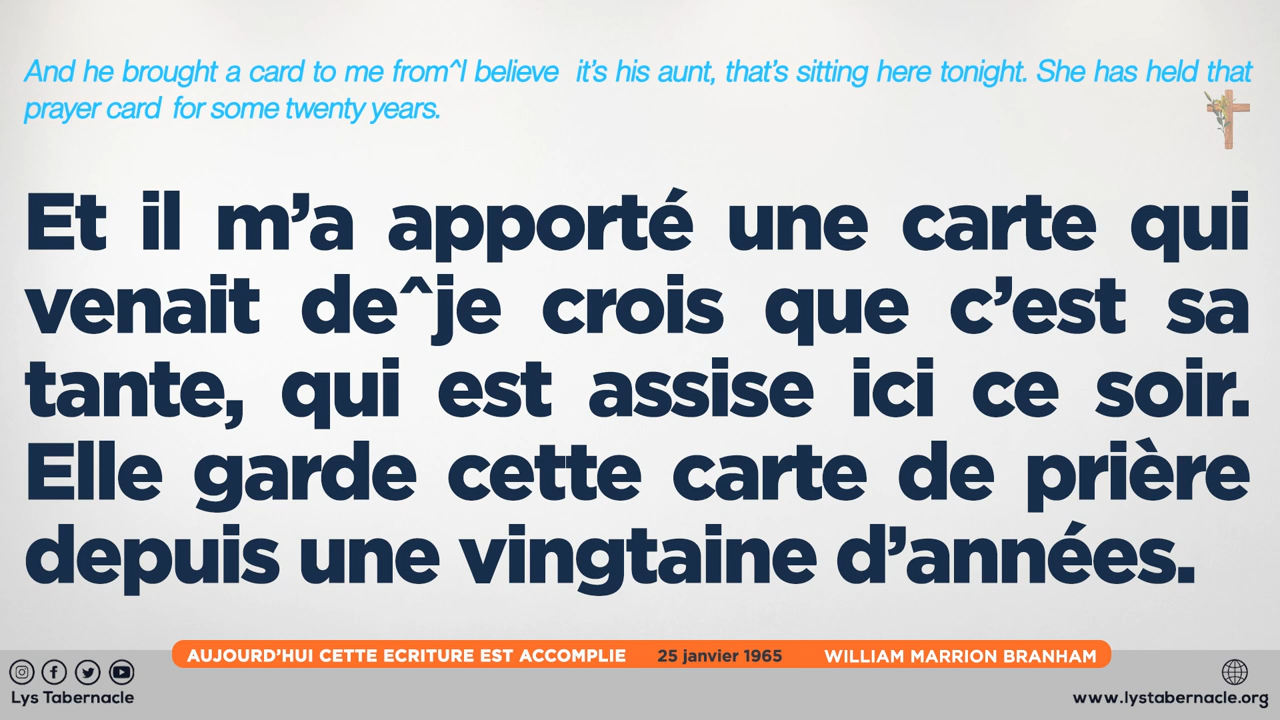 And he brought a card to me from^I believe it's his aunt, that's sitting here tonight. She has held that
prayer card for some twenty years.
Et il m'a apporté une carte qui
venait de^je crois que c'est sa
tante, qui est assise ici ce soir.
Elle garde cette carte de prière
depuis une vingtaine d'années.
AUJOURD'HUI CETTE ECRITURE EST ACCOMPLIE 25 janvier 1965 WILLIAM MARRION BRANHAM
Lys Tabernacle
www.lystabernacle.org